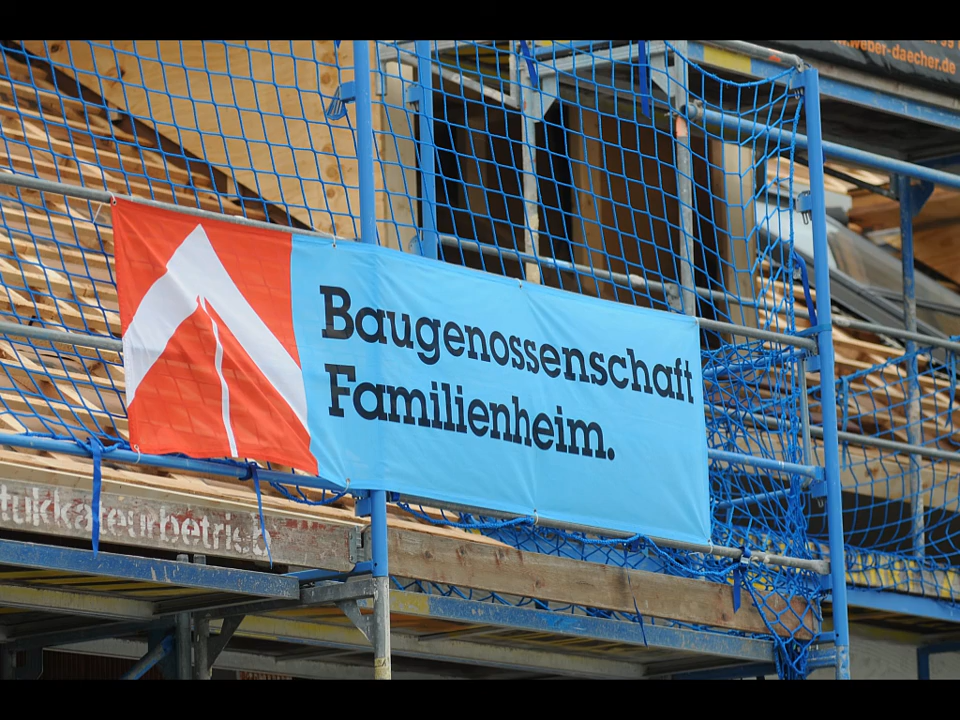 www.weber-daecher.de
Baugenossenschaft
Familienheim.
tukkateurbetrieb